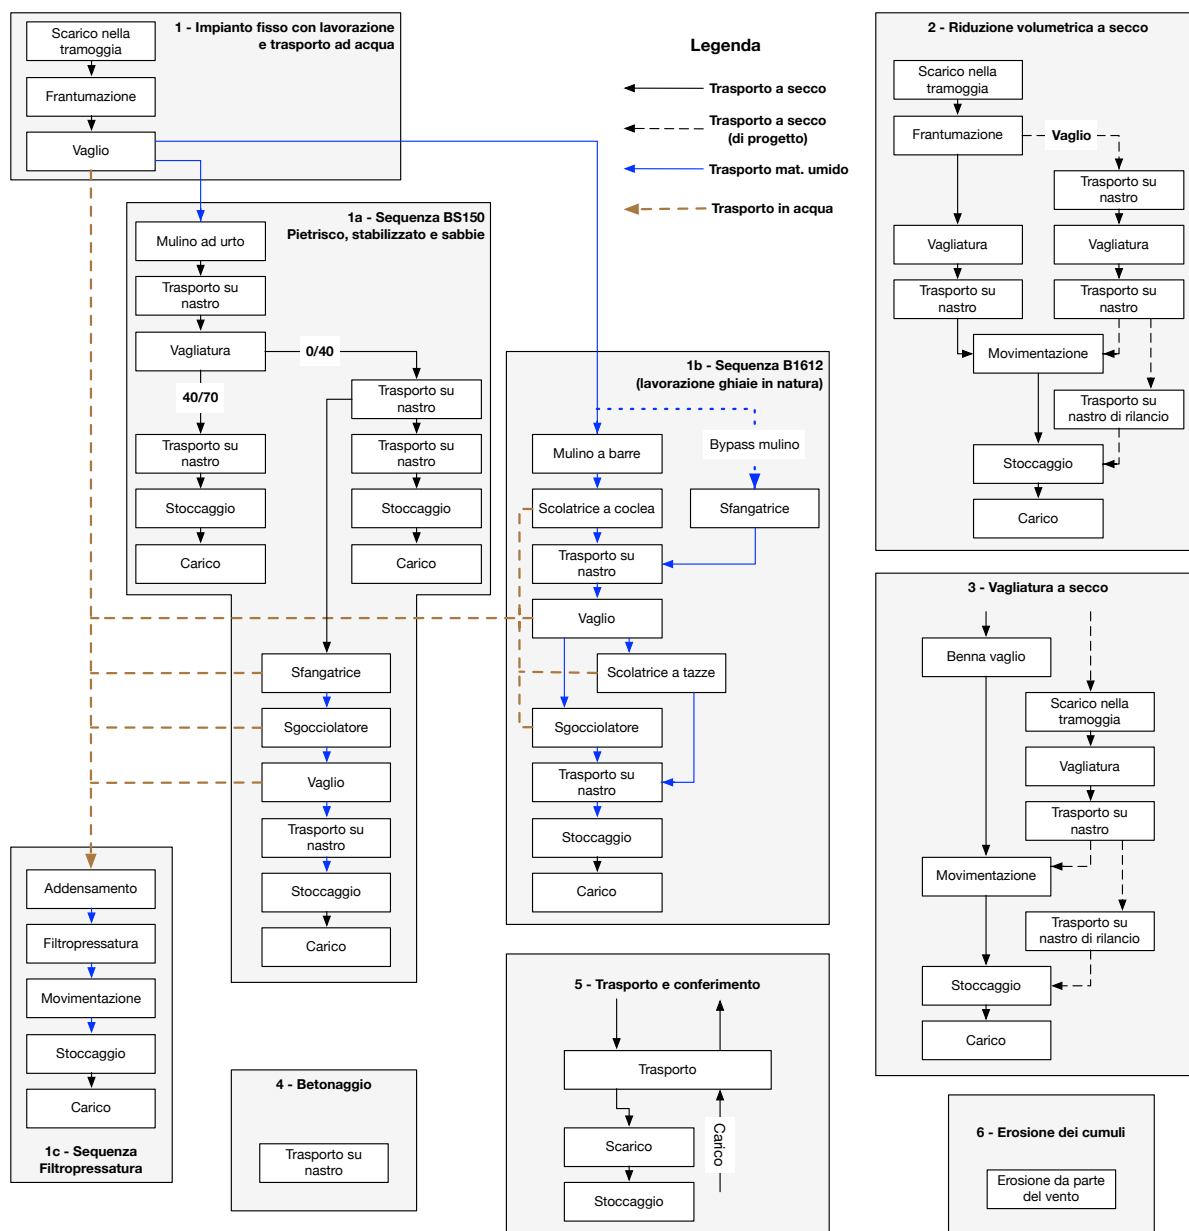 1 - Impianto fisso con lavorazione
e trasporto ad acqua
Scarico nella
tramoggia
Frantumazione
Vaglio
Legenda
Trasporto a secco
Trasporto a secco
(di progetto)
Trasporto mat. umido
Trasporto in acqua
2 - Riduzione volumetrica a secco
Scarico nella
tramoggia
Frantumazione
Vaglio
Trasporto su
nastro
Vagliatura
Vagliatura
Trasporto su
nastro
Trasporto su
nastro
Movimentazione
Trasporto su
nastro di rilancio
Stoccaggio
Carico
1a - Sequenza BS150
Pietrisco, stabilizzato e sabbie
Mulino ad urto
Trasporto su
nastro
Vagliatura
0/40
40/70
Trasporto su
nastro
Trasporto su
nastro
Trasporto su
nastro
Stoccaggio
Stoccaggio
Carico
Carico
Sfangatrice
Sgocciolatore
Vaglio
Trasporto su
nastro
Stoccaggio
Carico
1b - Sequenza B1612
(lavorazione ghiaie in natura)
Mulino a barre
Bypass mulino
Scolatrice a coclea
Sfangatrice
Trasporto su
nastro
Vaglio
Scolatrice a tazze
Sgocciolatore
Trasporto su
nastro
Stoccaggio
Carico
3 - Vagliatura a secco
Benna vaglio
Scarico nella
tramoggia
Vagliatura
Trasporto su
nastro
Movimentazione
Trasporto su
nastro di rilancio
Stoccaggio
Carico
Addensamento
Filtropressatura
Movimentazione
Stoccaggio
Carico
1c - Sequenza
Filtropressatura
4 - Betonaggio
Trasporto su
nastro
5 - Trasporto e conferimento
Trasporto
Scarico
Carico
Stoccaggio
6 - Erosione dei cumuli
Erosione da parte
del vento